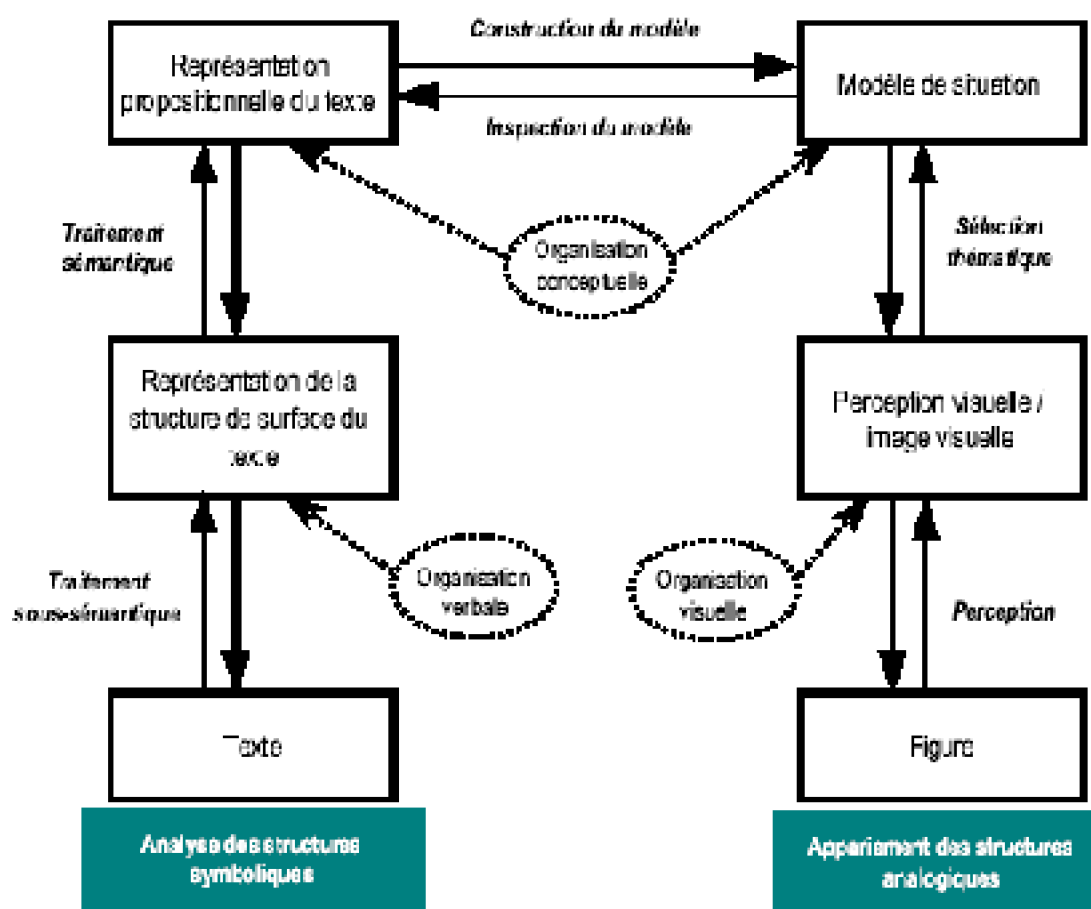 Construction du modèle
Représentation
propositionnelle du texte
Modèle de situation
Inspection du modèle
Traitement
sémantique
Organisation
conceptuelle
Sélection
thématique
Représentation de la
structure de surface du
texte
Perception visuelle /
image visuelle
Traitement
sous-sémantique
Organisation
verbale
Organisation
visuelle
Perception
Texte
Figure
Analyse des structures
symboliques
Appariement des structures
analogiques